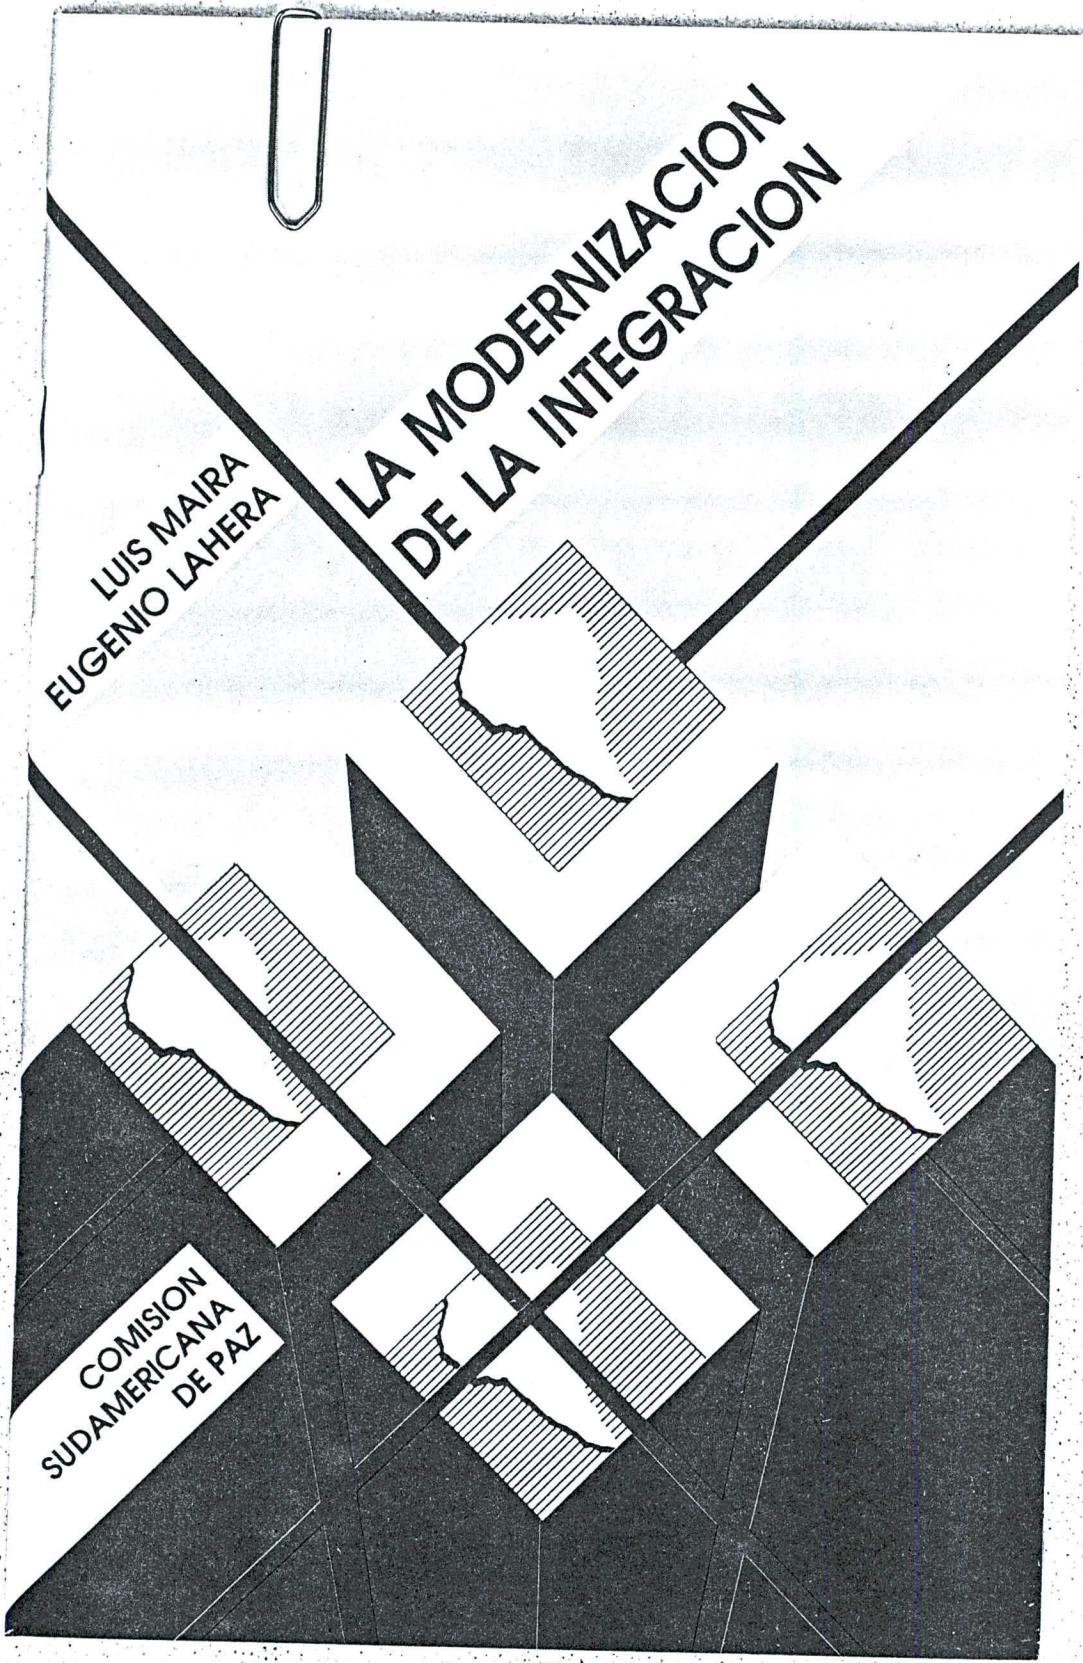 LA MODERNIZACION
DE LA INTEGRACION
LUIS MAIRA
EUGENIO LAHERA
COMISION
SUDAMERICANA
DE PAZ